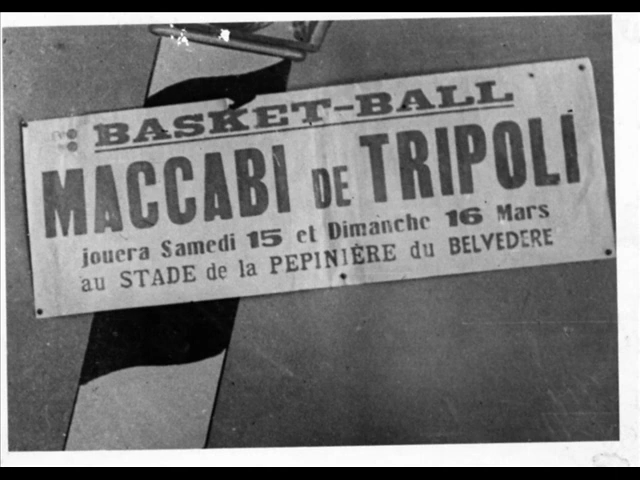 BASKET-BALL
MACCABI DE TRIPOLI
jouera Samedi 15 et Dimanche 16 Mars
au STADE de la PEPINIÈRE du BELVEDERE